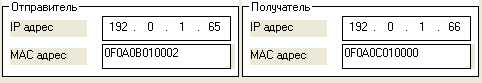 Отправитель
IP адрес 192 . 0 . 1 . 65
MAC адрес 0F0A0B010002
Получатель
IP адрес 192 . 0 . 1 . 66
MAC адрес 0F0A0C010000